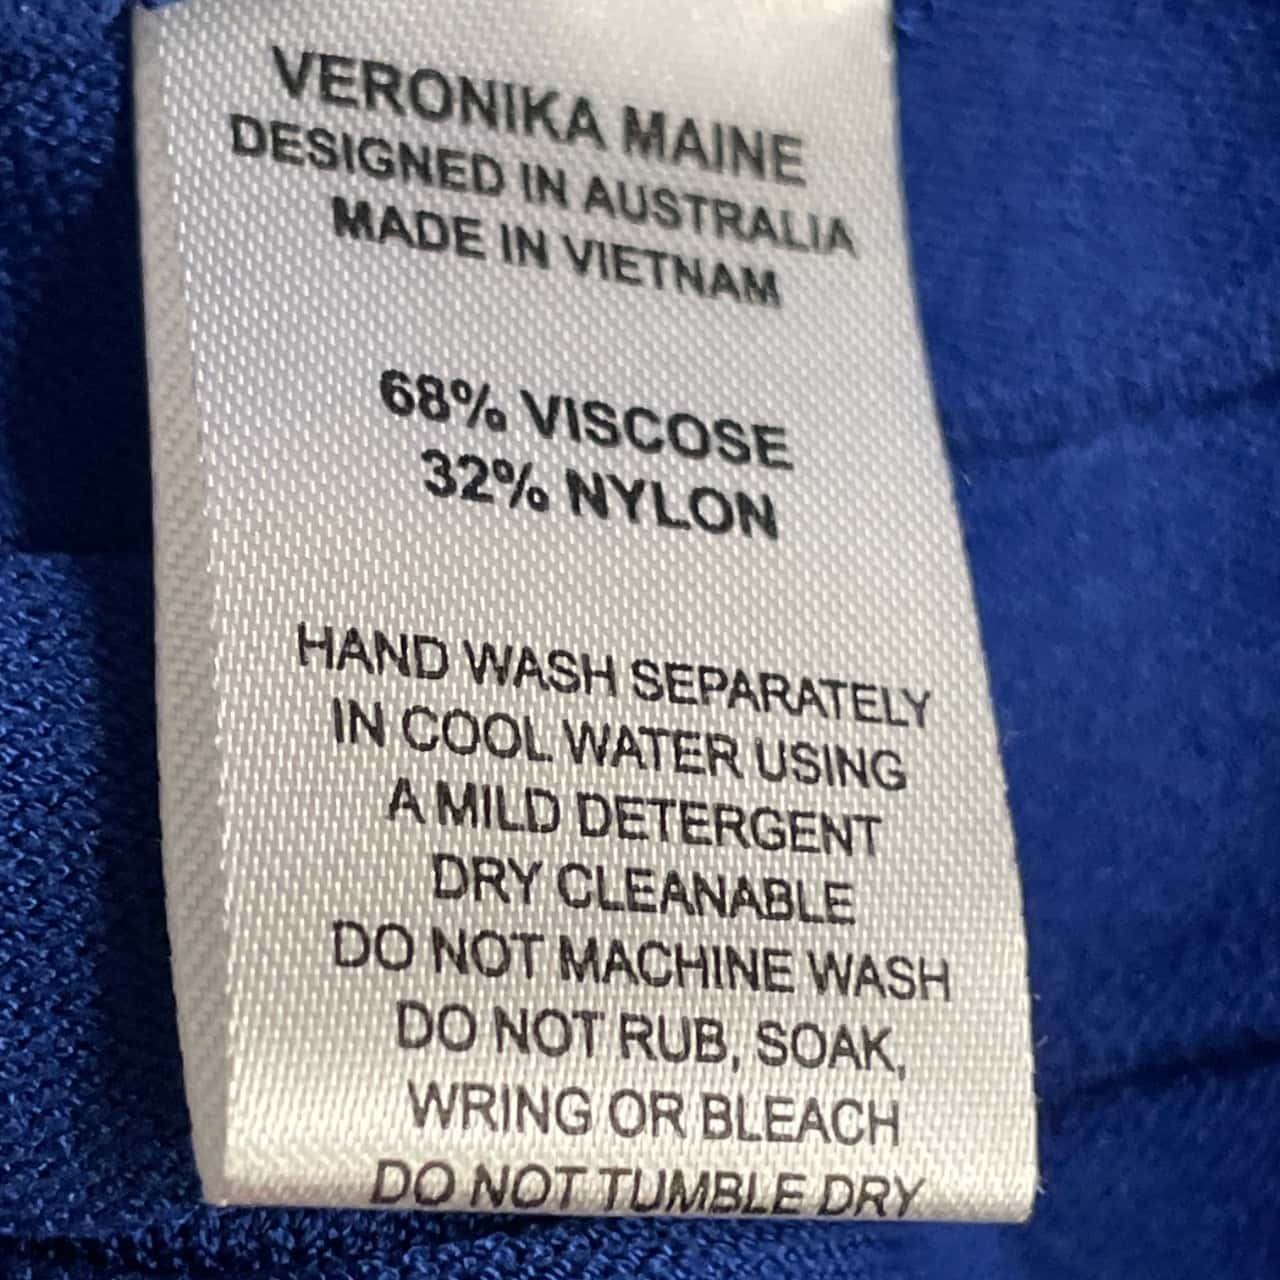 VERONIKA MAINE
DESIGNED IN AUSTRALIA
MADE IN VIETNAM
68% VISCOSE
32% NYLON
HAND WASH SEPARATELY
IN COOL WATER USING
A MILD DETERGENT
DRY CLEANABLE
DO NOT MACHINE WASH
DO NOT RUB, SOAK,
WRING OR BLEACH
DO NOT TUMBLE DRY